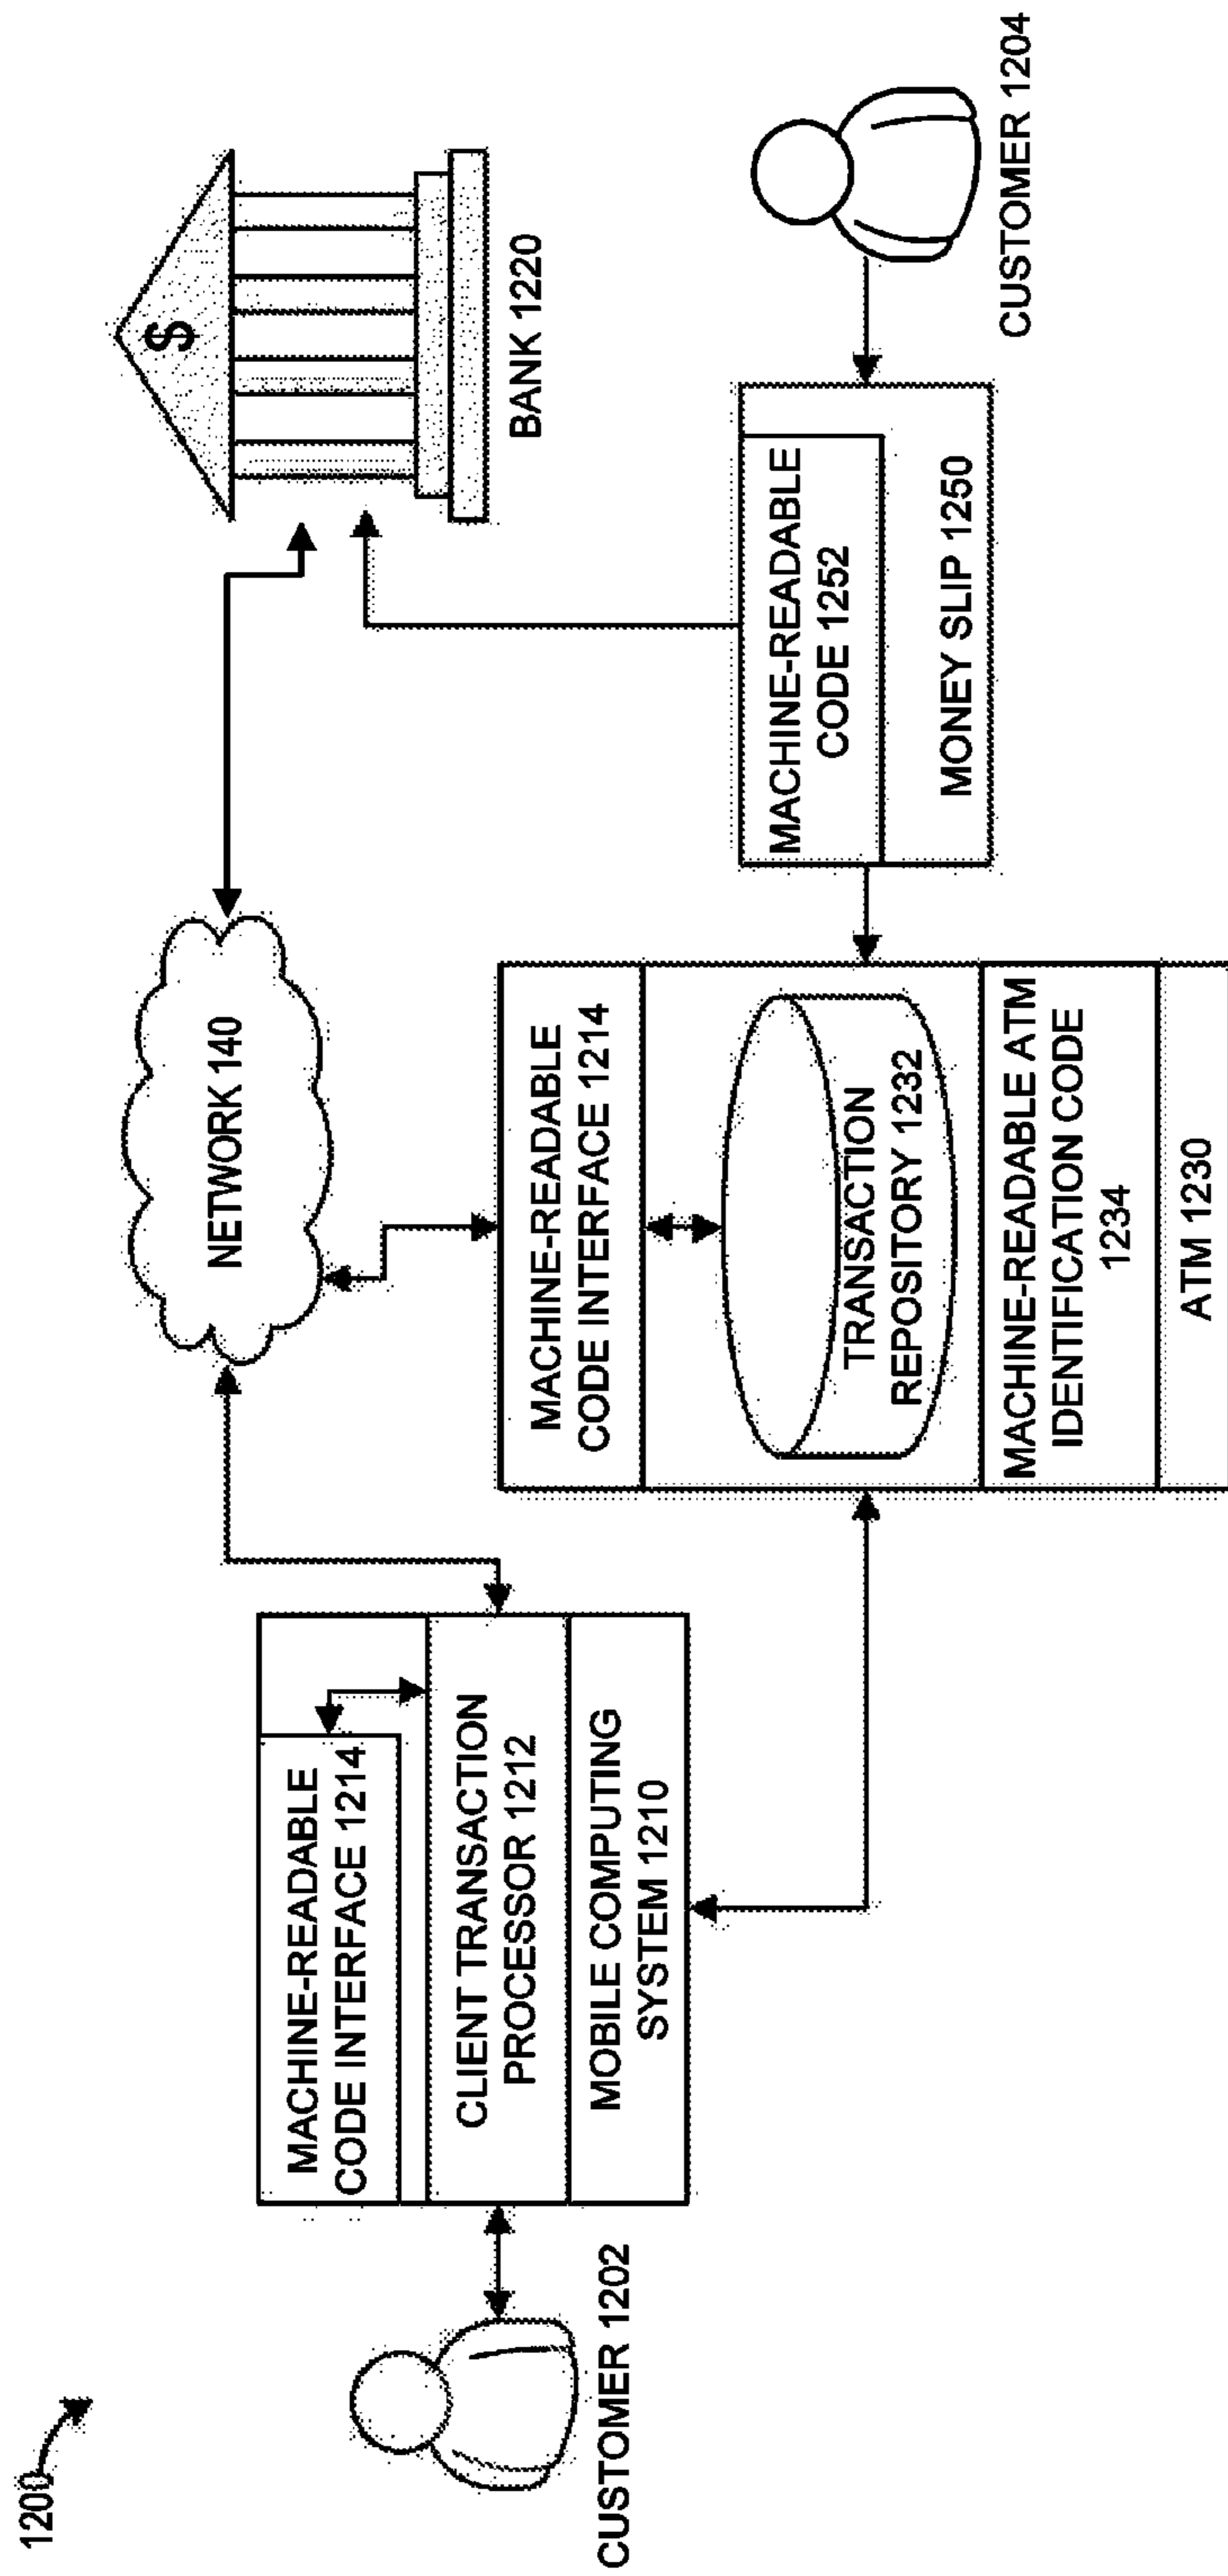 1200
NETWORK 140
$
BANK 1220
MACHINE-READABLE
CODE INTERFACE 1214
CLIENT TRANSACTION
PROCESSOR 1212
MOBILE COMPUTING
SYSTEM 1210
CUSTOMER 1202
MACHINE-READABLE
CODE INTERFACE 1214
TRANSACTION
REPOSITORY 1232
MACHINE-READABLE ATM
IDENTIFICATION CODE
1234
ATM 1230
MACHINE-READABLE
CODE 1252
MONEY SLIP 1250
CUSTOMER 1204